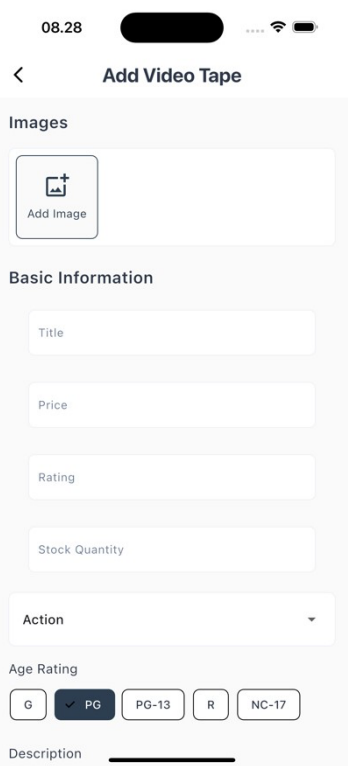 08.28
Add Video Tape
Images
Add Image
Basic Information
Title
Price
Rating
Stock Quantity
Action
Age Rating
G PG PG-13 R NC-17
Description